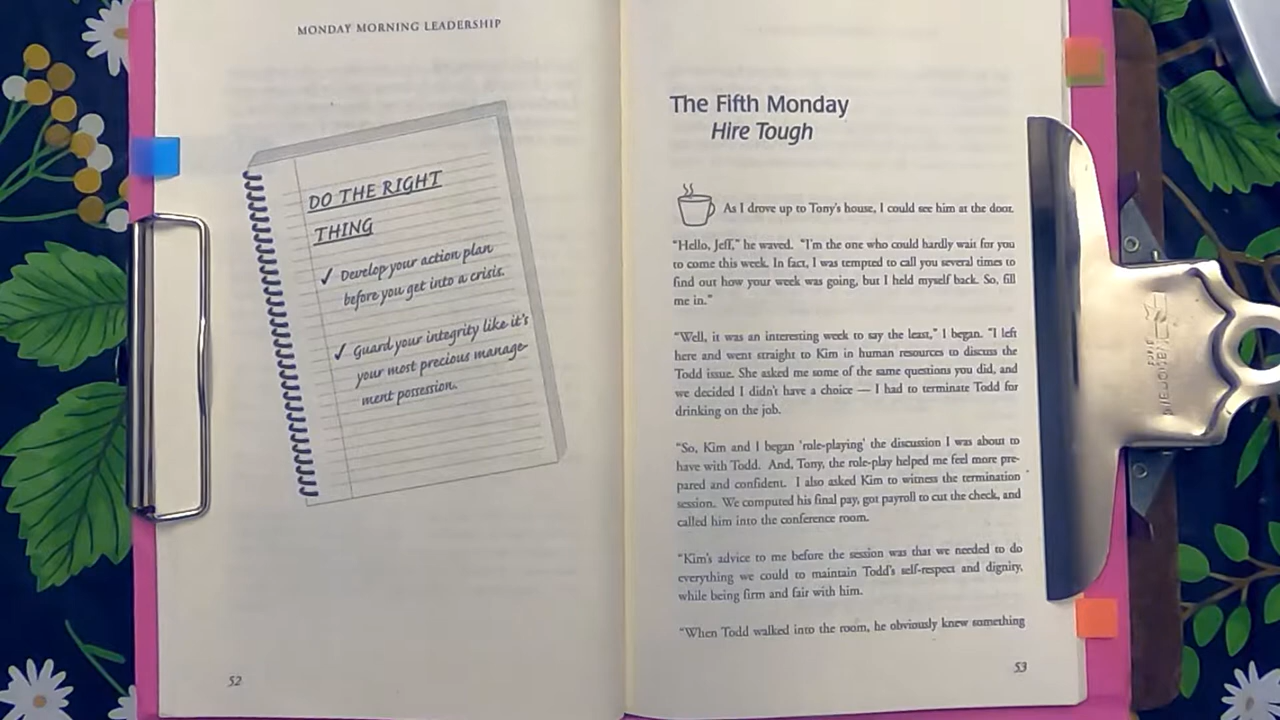 MONDAY MORNING LEADERSHIP
DO THE RIGHT
THING
✓ Develop your action plan
before you get into a crisis.
✓ Guard your integrity like it's
your most precious manage-
ment possession.
52
The Fifth Monday
Hire Tough
As I drove up to Tony's house, I could see him at the door.
"Hello, Jeff," he waved. "I'm the one who could hardly wait for you
to come this week. In fact, I was tempted to call you several times to
find out how your week was going, but I held myself back. So, fill
me in."
"Well, it was an interesting week to say the least," I began. "I left
here and went straight to Kim in human resources to discuss the
Todd issue. She asked me some of the same questions you did, and
we decided I didn't have a choice — I had to terminate Todd for
drinking on the job.
"So, Kim and I began 'role-playing' the discussion I was about to
have with Todd. And, Tony, the role-play helped me feel more pre-
pared and confident. I also asked Kim to witness the termination
session. We computed his final pay, got payroll to cut the check, and
called him into the conference room.
"Kim's advice to me before the session was that we needed to do
everything we could to maintain Todd's self-respect and dignity,
while being firm and fair with him.
"When Todd walked into the room, he obviously knew something
53